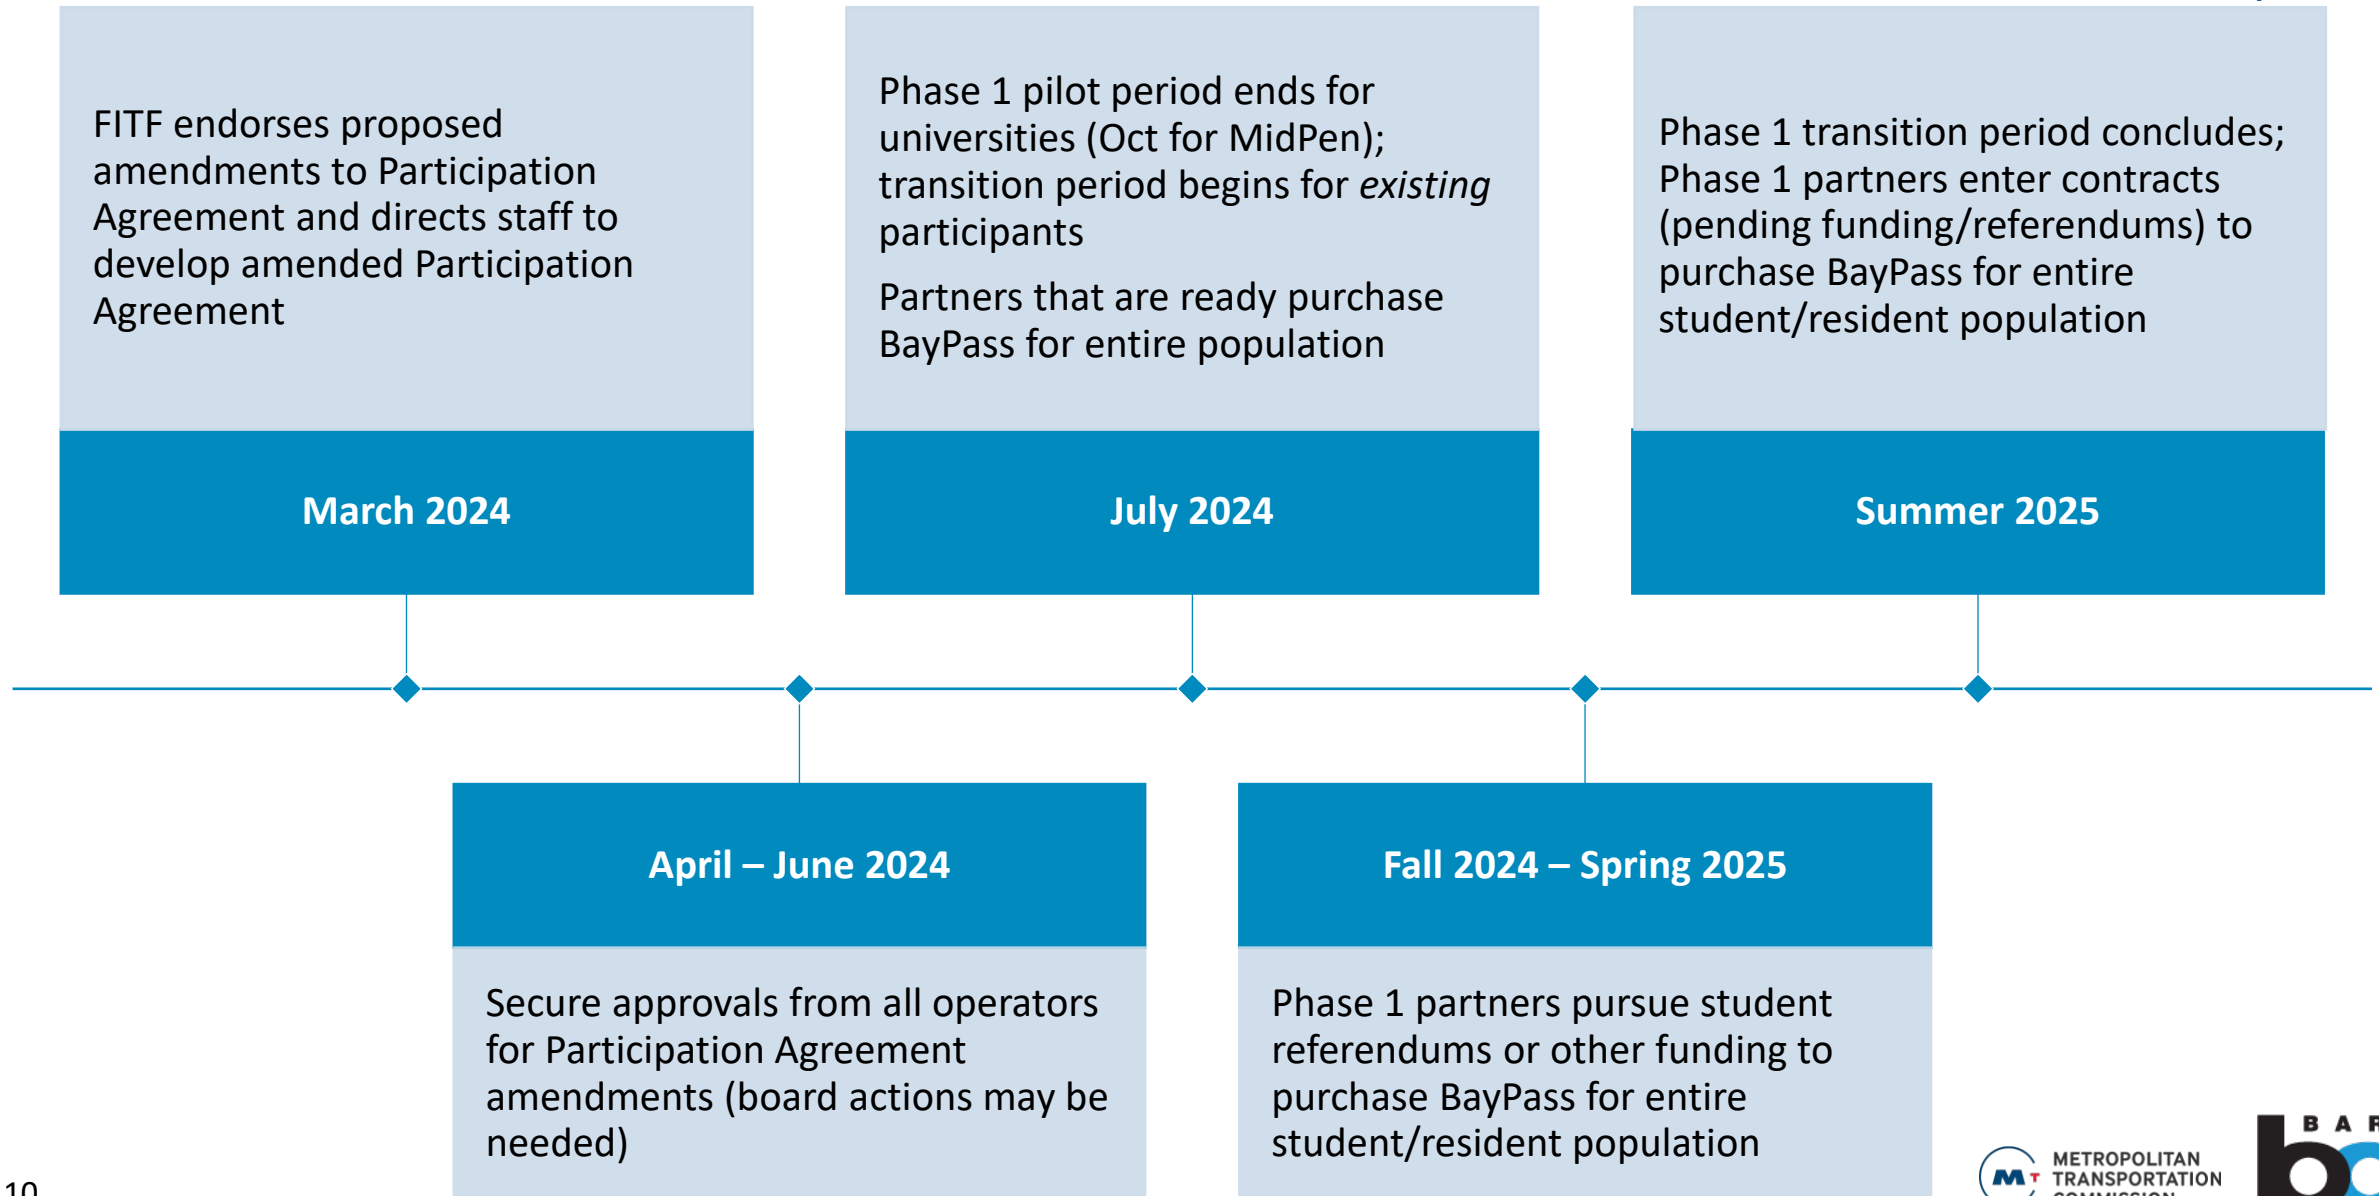 FITF endorses proposed
amendments to Participation
Agreement and directs staff to
develop amended Participation
Agreement
March 2024
Phase 1 pilot period ends for
universities (Oct for MidPen);
transition period begins for existing
participants
Partners that are ready purchase
BayPass for entire population
July 2024
Phase 1 transition period concludes;
Phase 1 partners enter contracts
(pending funding/referendums) to
purchase BayPass for entire
student/resident population
Summer 2025
April – June 2024
Secure approvals from all operators
for Participation Agreement
amendments (board actions may be
needed)
Fall 2024 – Spring 2025
Phase 1 partners pursue student
referendums or other funding to
purchase BayPass for entire
student/resident population
10
MT
METROPOLITAN
TRANSPORTATION
COMMISSION